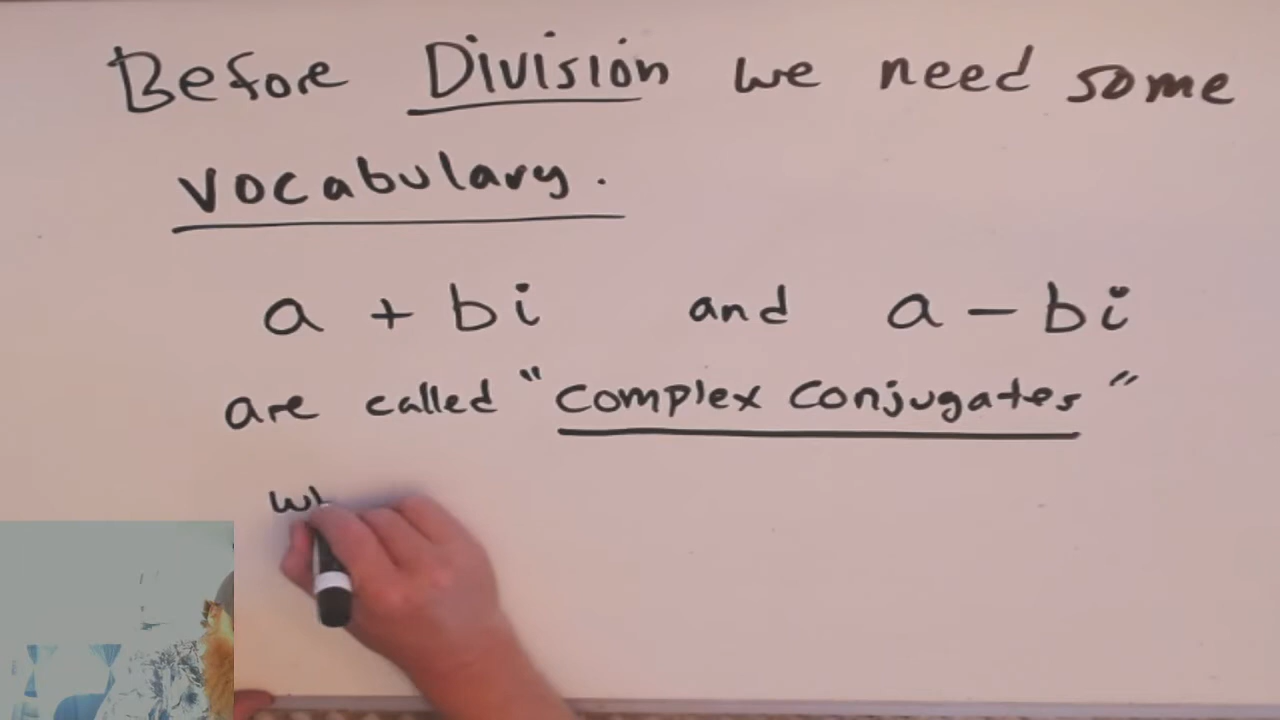 Before Division we need some
vocabulary.
a + bi and a - bi
are called "complex conjugates"